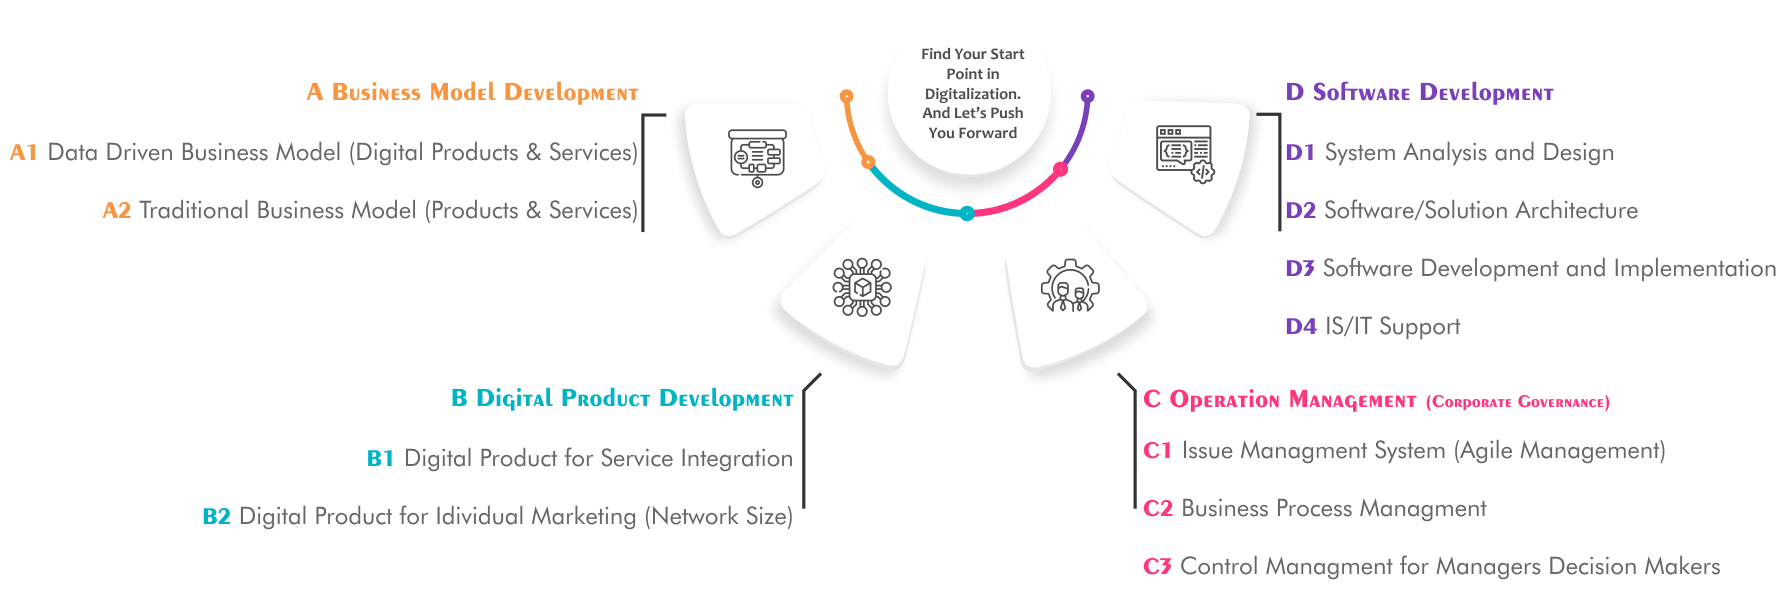 Find Your Start
Point in
Digitalization.
And Let's Push
You Forward
A Business Model Development
A1 Data Driven Business Model (Digital Products & Services)
A2 Traditional Business Model (Products & Services)
B Digital Product Development
B1 Digital Product for Service Integration
B2 Digital Product for Idividual Marketing (Network Size)
C Operation Management (Corporate Governance)
C1 Issue Managment System (Agile Management)
C2 Business Process Managment
C3 Control Managment for Managers Decision Makers
D Software Development
D1 System Analysis and Design
D2 Software/Solution Architecture
D3 Software Development and Implementation
D4 IS/IT Support